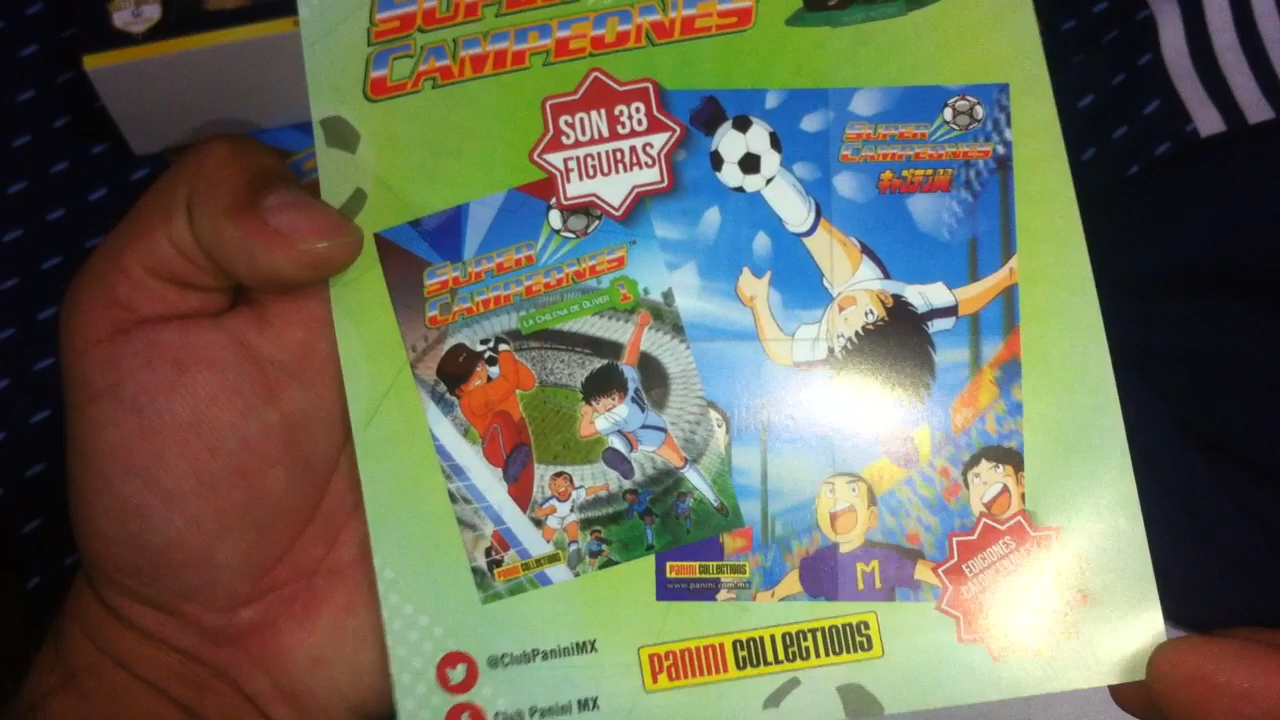 SUPER
CAMPEONES
SON 38
FIGURAS
SUPER
CAMPEONES™
LA CHILENA DE OLIVER 1
PANINI COLLECTIONS
SUPER
CAMPEONES
キャプテン翼
PANINI COLLECTIONS
www.panini.com.mx
M
EDICIONES
@ClubPaniniMX
Club Panini MX
PANINI COLLECTIONS